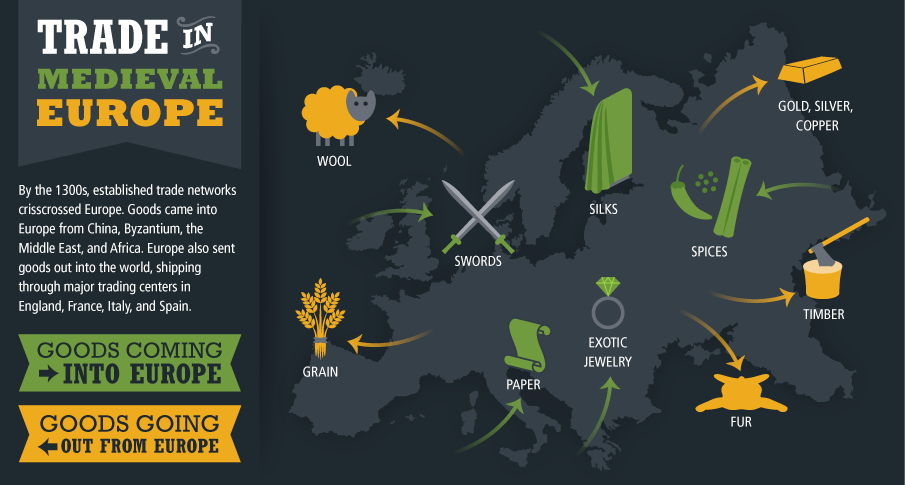 TRADE IN
MEDIEVAL
EUROPE
By the 1300s, established trade networks
crisscrossed Europe. Goods came into
Europe from China, Byzantium, the
Middle East, and Africa. Europe also sent
goods out into the world, shipping
through major trading centers in
England, France, Italy, and Spain.
GOODS COMING
INTO EUROPE
GOODS GOING
OUT FROM EUROPE
WOOL
GOLD, SILVER,
COPPER
SILKS
SPICES
SWORDS
TIMBER
GRAIN
EXOTIC
JEWELRY
PAPER
FUR